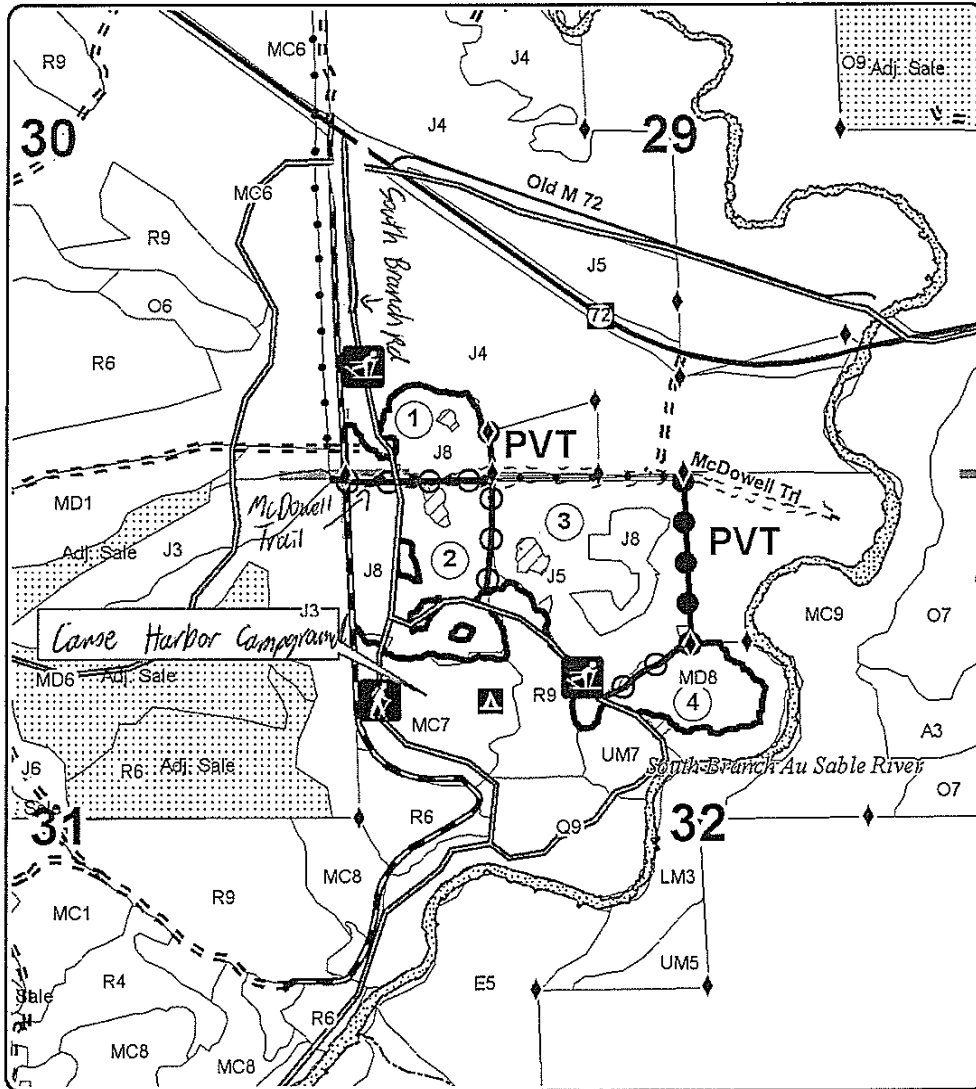 MC6
J4
O9 Adj. Sale
R9
30
J4
29
MC6
Old M 72
South Branch Rd
R9
J5
O6
72
R6
J4
1
PVT
J8
McDowell Trl
MD1
McDowell
Trail
3
PVT
Adj. Sale
J3
J8
2
J8
J5
MC9
O7
J3
Canoe Harbor Campground
MD6
Adj. Sale
MD8
R9
4
MC7
A3
UM7
South Branch Au Sable River
J6
R6
Adj. Sale
O7
Sale
31
R6
32
MC8
LM3
R9
MC1
UM5
R4
E5
Sale
R6
MC8
MC8